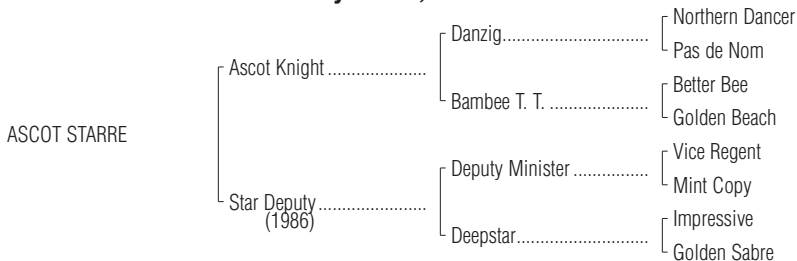 Northern Dancer
Danzig
Pas de Nom
Ascot Knight
Better Bee
Bambee T. T.
Golden Beach
ASCOT STARRE
Vice Regent
Deputy Minister
Mint Copy
Star Deputy
(1986)
Impressive
Deepstar
Golden Sabre